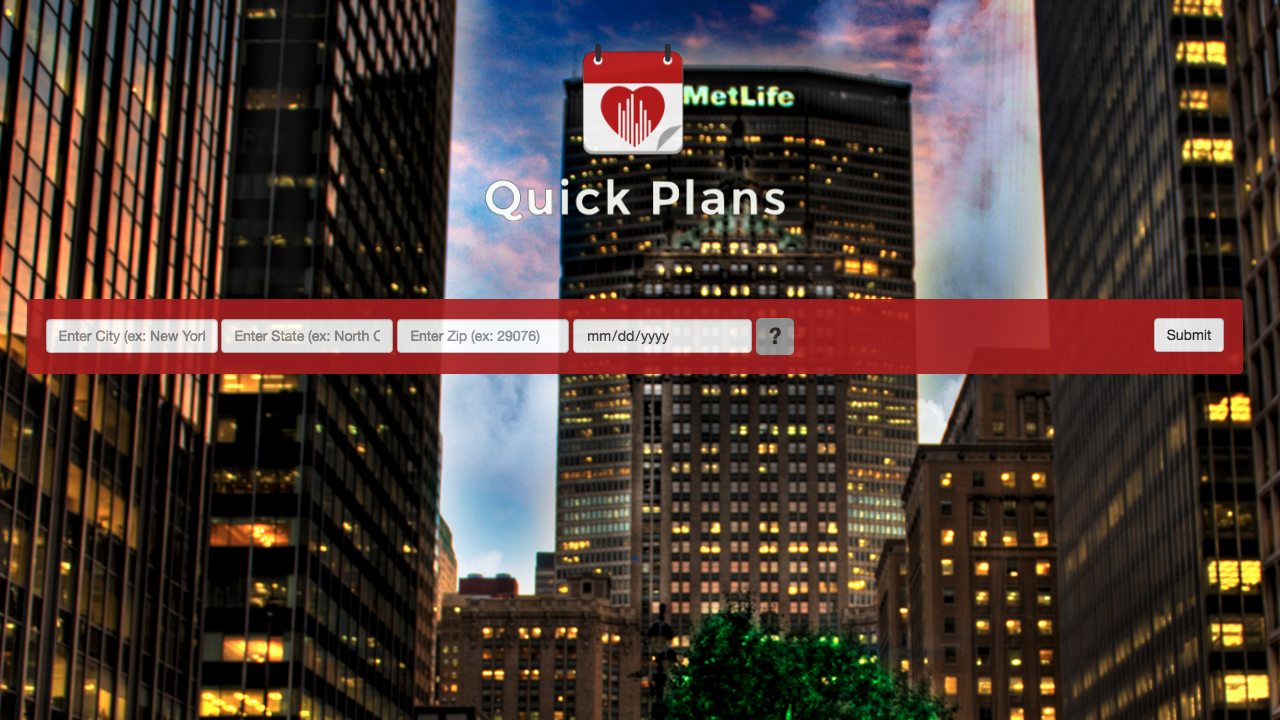 MetLife
Quick Plans
Enter City (ex: New Yorl
Enter State (ex: North C
Enter Zip (ex: 29076)
mm/dd/yyyy
?
Submit